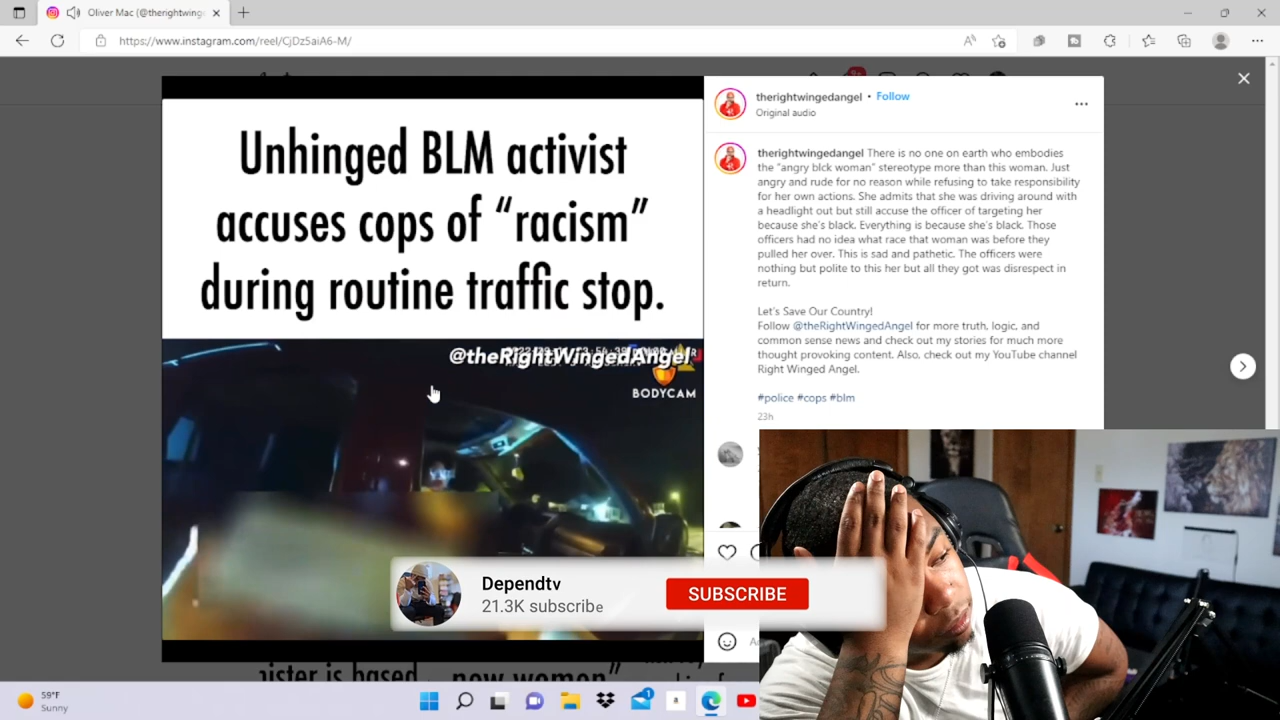 Oliver Mac (@therightwinge
https://www.instagram.com/reel/CjDz5aiA6-M/
Unhinged BLM activist
accuses cops of “racism”
during routine traffic stop.
@theRightWingedAngel
BODYCAM
therightwingedangel • Follow
Original audio
therightwingedangel There is no one on earth who embodies
the “angry blck woman” stereotype more than this woman. Just
angry and rude for no reason while refusing to take responsibility
for her own actions. She admits that she was driving around with
a headlight out but still accuse the officer of targeting her
because she's black. Everything is because she's black. Those
officers had no idea what race that woman was before they
pulled her over. This is sad and pathetic. The officers were
nothing but polite to this her but all they got was disrespect in
return.
Let's Save Our Country!
Follow @theRightWingedAngel for more truth, logic, and
common sense news and check out my stories for much more
thought provoking content. Also, check out my YouTube channel
Right Winged Angel.
#police #cops #blm
23h
Dependtv
21.3K subscribe
SUBSCRIBE
ister is based
now women”
59°F
Sunny